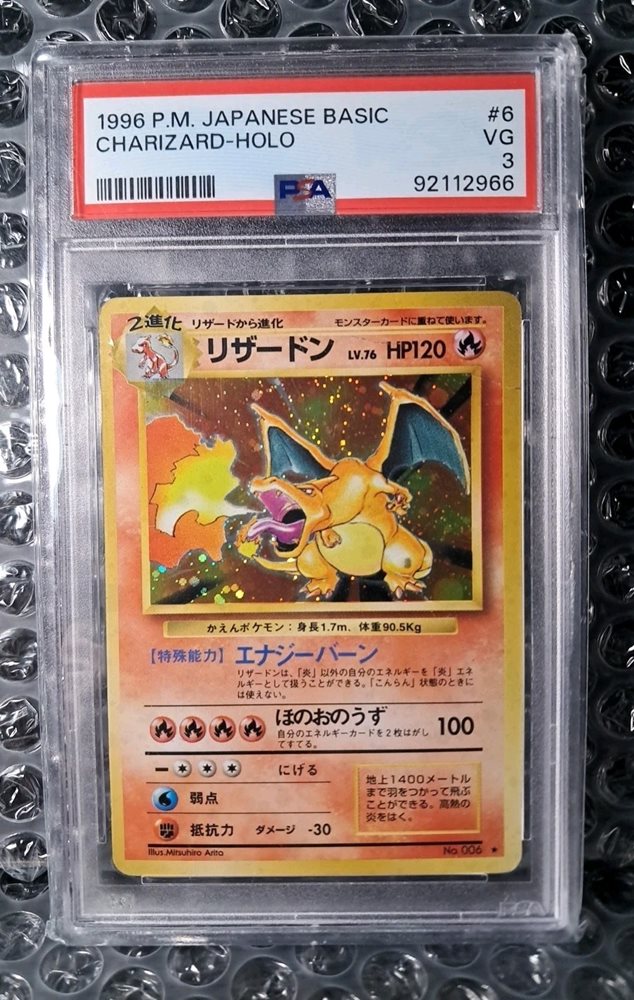 1996 P.M. JAPANESE BASIC #6
CHARIZARD-HOLO VG
3
PSA 92112966
2進化 リザードから進化 モンスターカードに重ねて使います。
リザードン LV.76 HP120
かえんポケモン：身長1.7m、体重90.5Kg
【特殊能力】エナジーバーン
リザードンは、「炎」以外の自分のエネルギーを「炎」エネ
ルギーとして扱うことができる。「こんらん」状態のときに
は使えない。
ほのおのうず 100
自分のエネルギーカードを2枚はがし
てすてる。
にげる
弱点
抵抗力 ダメージ -30
地上1400メートル
まで羽をつかって飛ぶ
ことができる。高熱の
炎をはく。
Illus.Mitsuhiro Arita No. 006 ★